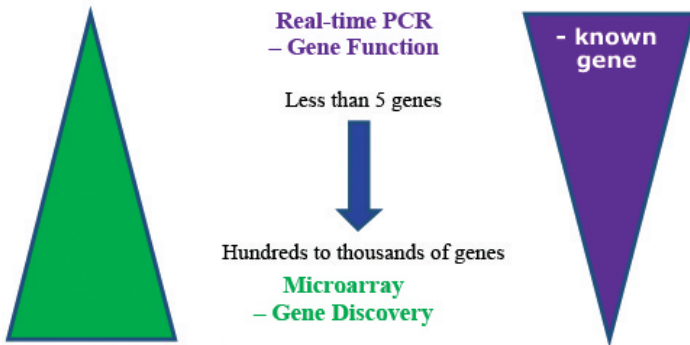 Real-time PCR
– Gene Function
- known
gene
Less than 5 genes
Hundreds to thousands of genes
Microarray
– Gene Discovery